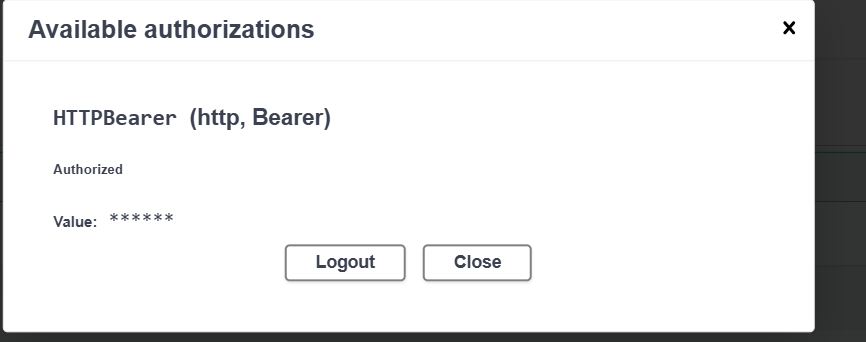 Available authorizations
HTTPBearer (http, Bearer)
Authorized
Value: ******
Logout Close